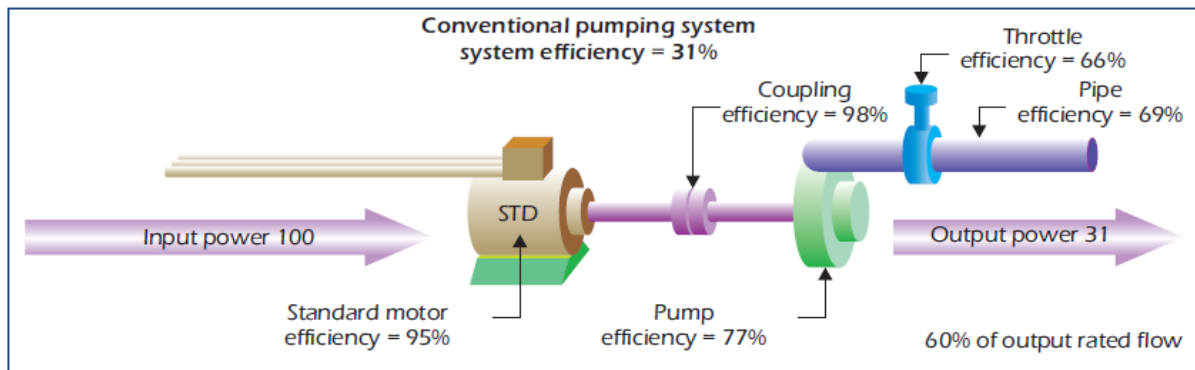 Conventional pumping system
system efficiency = 31%
Throttle
efficiency = 66%
Coupling
efficiency = 98%
Pipe
efficiency = 69%
STD
Input power 100
Output power 31
Standard motor
efficiency = 95%
Pump
efficiency = 77%
60% of output rated flow